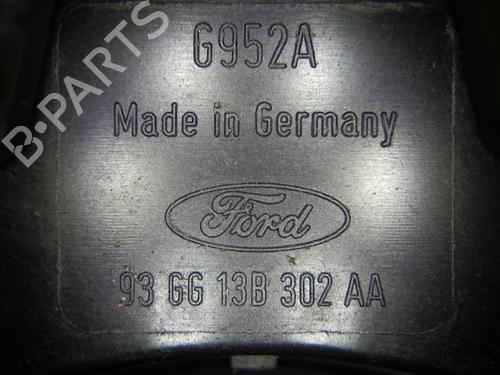 B-PARTS
G952A
Made in Germany
Ford
93 GG 13B 302 AA